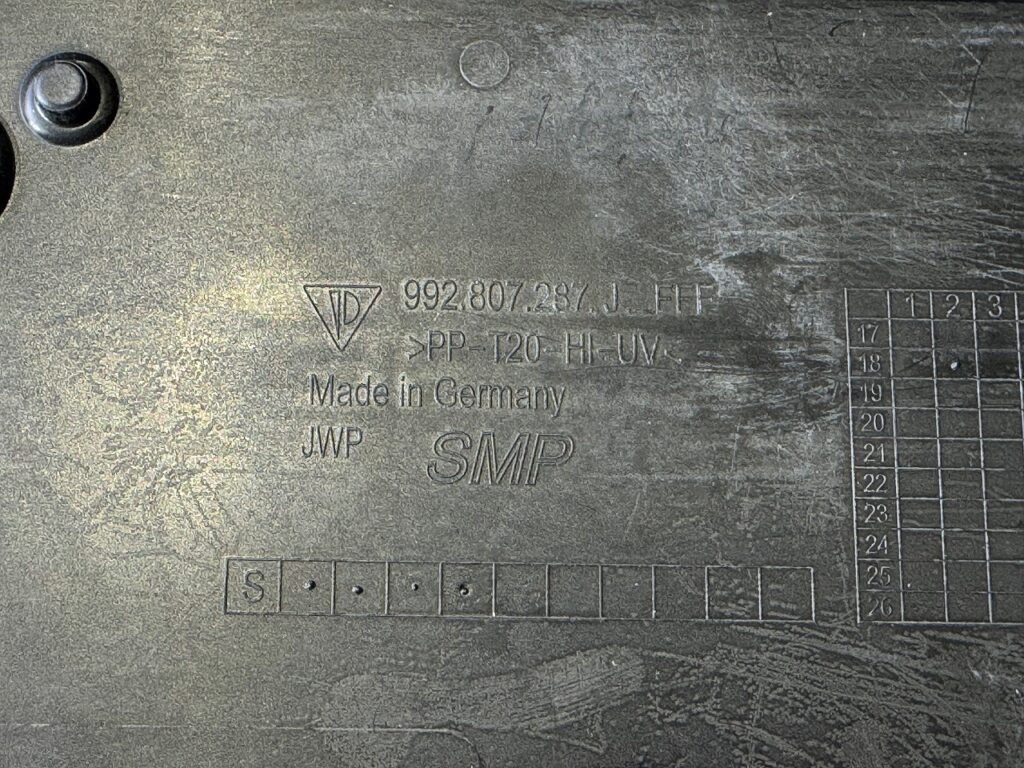 992.807.287.J__FFF
>PP-T20-HI-UV<
Made in Germany
JWP
SMP
S
1 2 3
17
18
19
20
21
22
23
24
25
26